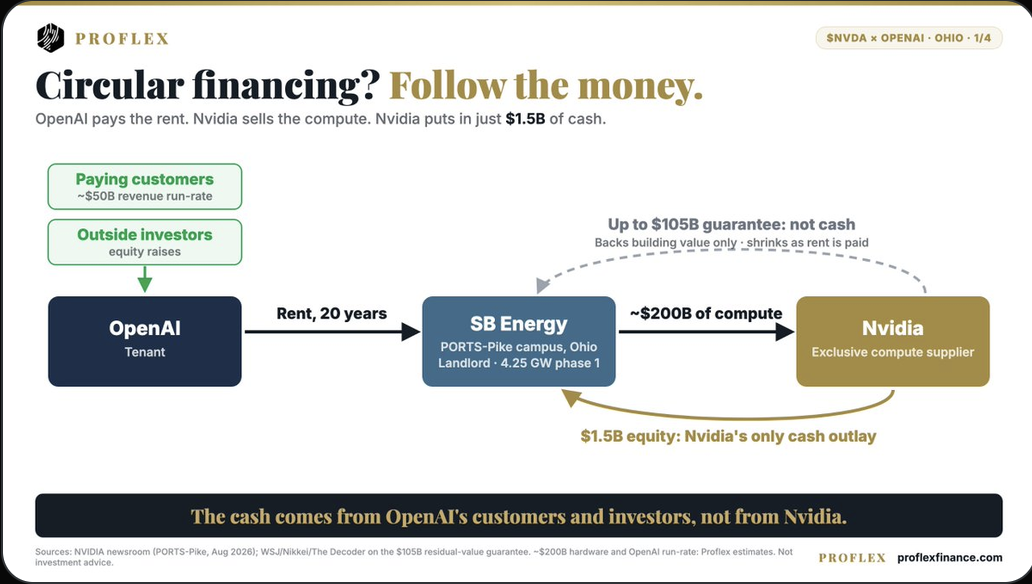 PROFLEX
$NVDA × OPENAI · OHIO · 1/4
Circular financing? Follow the money.
OpenAI pays the rent. Nvidia sells the compute. Nvidia puts in just $1.5B of cash.
Paying customers
~$50B revenue run-rate
Outside investors
equity raises
OpenAI
Tenant
Rent, 20 years
SB Energy
PORTS-Pike campus, Ohio
Landlord · 4.25 GW phase 1
Up to $105B guarantee: not cash
Backs building value only · shrinks as rent is paid
~$200B of compute
Nvidia
Exclusive compute supplier
$1.5B equity: Nvidia's only cash outlay
The cash comes from OpenAI's customers and investors, not from Nvidia.
Sources: NVIDIA newsroom (PORTS-Pike, Aug 2026); WSJ/Nikkei/The Decoder on the $105B residual-value guarantee. ~$200B hardware and OpenAI run-rate: Proflex estimates. Not
investment advice.
PROFLEX proflexfinance.com